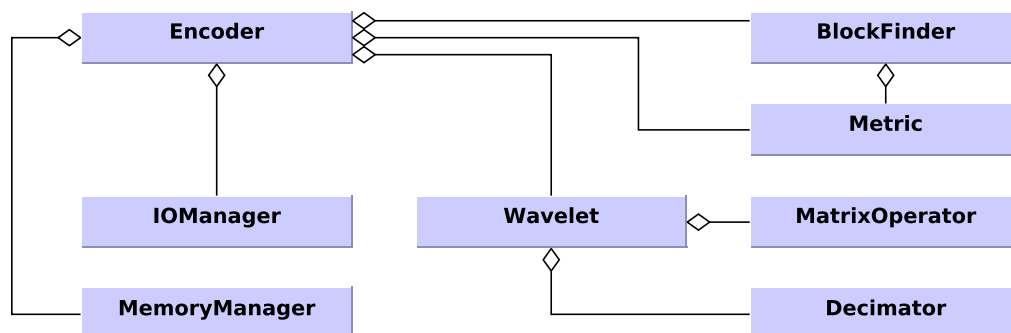 Encoder
BlockFinder
Metric
IOManager
Wavelet
MatrixOperator
MemoryManager
Decimator